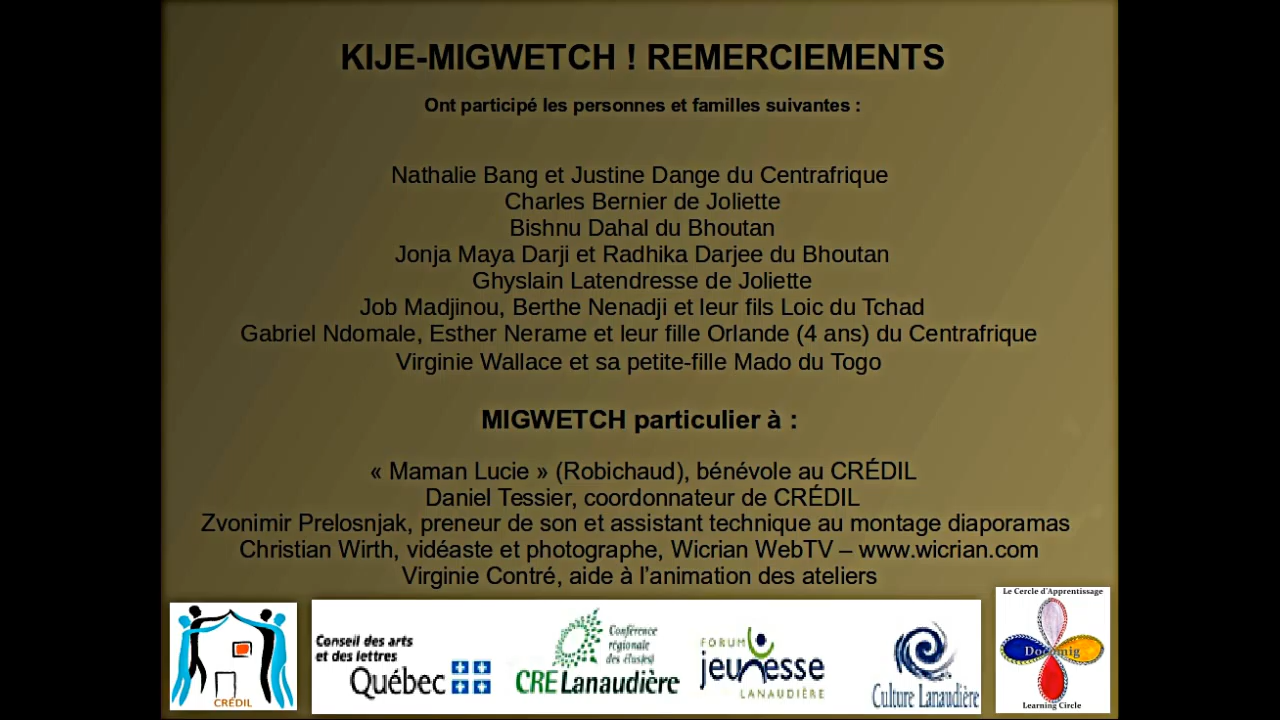 KIJE-MIGWETCH ! REMERCIEMENTS
Ont participé les personnes et familles suivantes :
Nathalie Bang et Justine Dange du Centrafrique
Charles Bernier de Joliette
Bishnu Dahal du Bhoutan
Jonja Maya Darji et Radhika Darjee du Bhoutan
Ghyslain Latendresse de Joliette
Job Madjinou, Berthe Nenadji et leur fils Loic du Tchad
Gabriel Ndomale, Esther Nerame et leur fille Orlande (4 ans) du Centrafrique
Virginie Wallace et sa petite-fille Mado du Togo
MIGWETCH particulier à :
« Maman Lucie » (Robichaud), bénévole au CRÉDIL
Daniel Tessier, coordonnateur de CRÉDIL
Zvonimir Prelosnjak, preneur de son et assistant technique au montage diaporamas
Christian Wirth, vidéaste et photographe, Wicrian WebTV – www.wicrian.com
Virginie Contré, aide à l'animation des ateliers
CRÉDIL
Conseil des arts
et des lettres
Québec
Conférence
régionale
des élus(es)
CRE Lanaudière
FORUM
jeunesse
LANAUDIÈRE
Culture Lanaudière
Le Cercle d'Apprentissage
Learning Circle